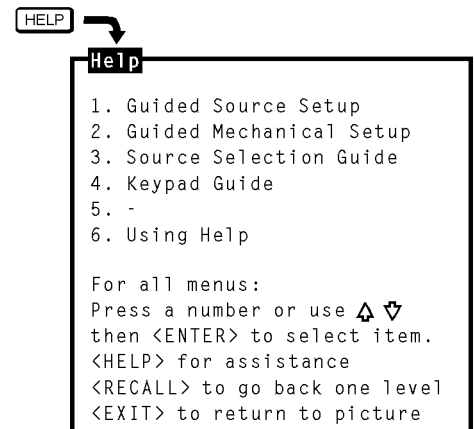 HELP
Help
1. Guided Source Setup
2. Guided Mechanical Setup
3. Source Selection Guide
4. Keypad Guide
5. -
6. Using Help
For all menus:
Press a number or use
then <ENTER> to select item.
<HELP> for assistance
<RECALL> to go back one level
<EXIT> to return to picture